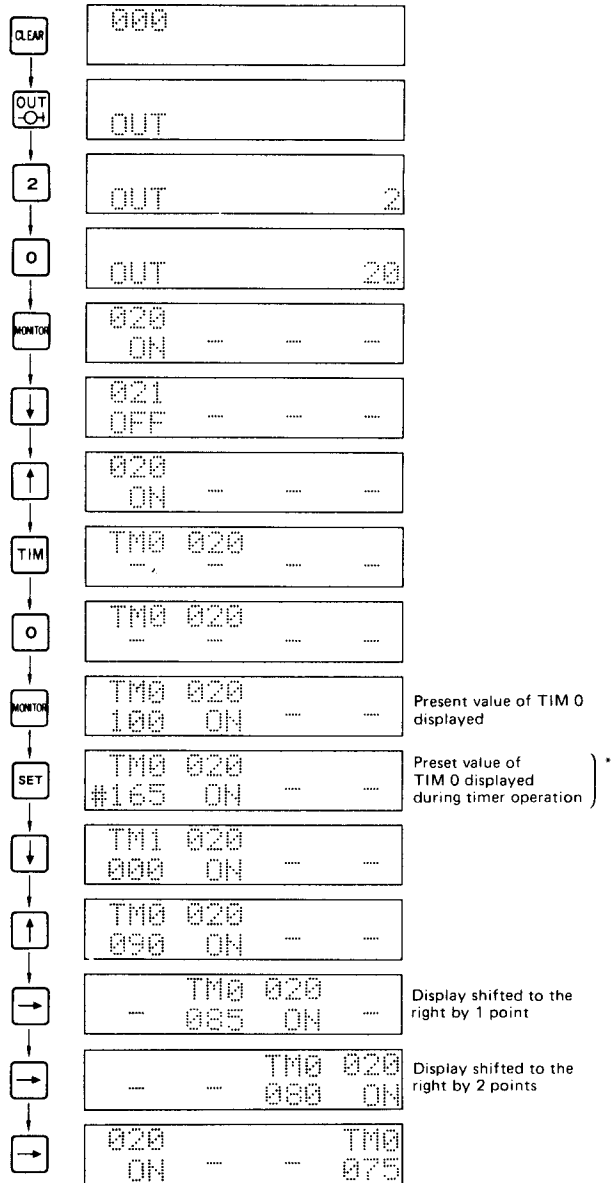 CLEAR
000
OUT
OUT
2
OUT 2
0
OUT 20
MONITOR
020
ON — — —
↓
021
OFF — — —
↑
020
ON — — —
TIM
TM0 020
—, — — —
0
TM0 020
— — — —
MONITOR
TM0 020
100 ON — —
Present value of TIM 0
displayed
SET
TM0 020
#165 ON — —
Preset value of
TIM 0 displayed
during timer operation ) *
↓
TM1 020
000 ON — —
↑
TM0 020
090 ON — —
→
TM0 020
— 085 ON —
Display shifted to the
right by 1 point
→
TM0 020
— — 080 ON
Display shifted to the
right by 2 points
→
020 TM0
ON — — 075